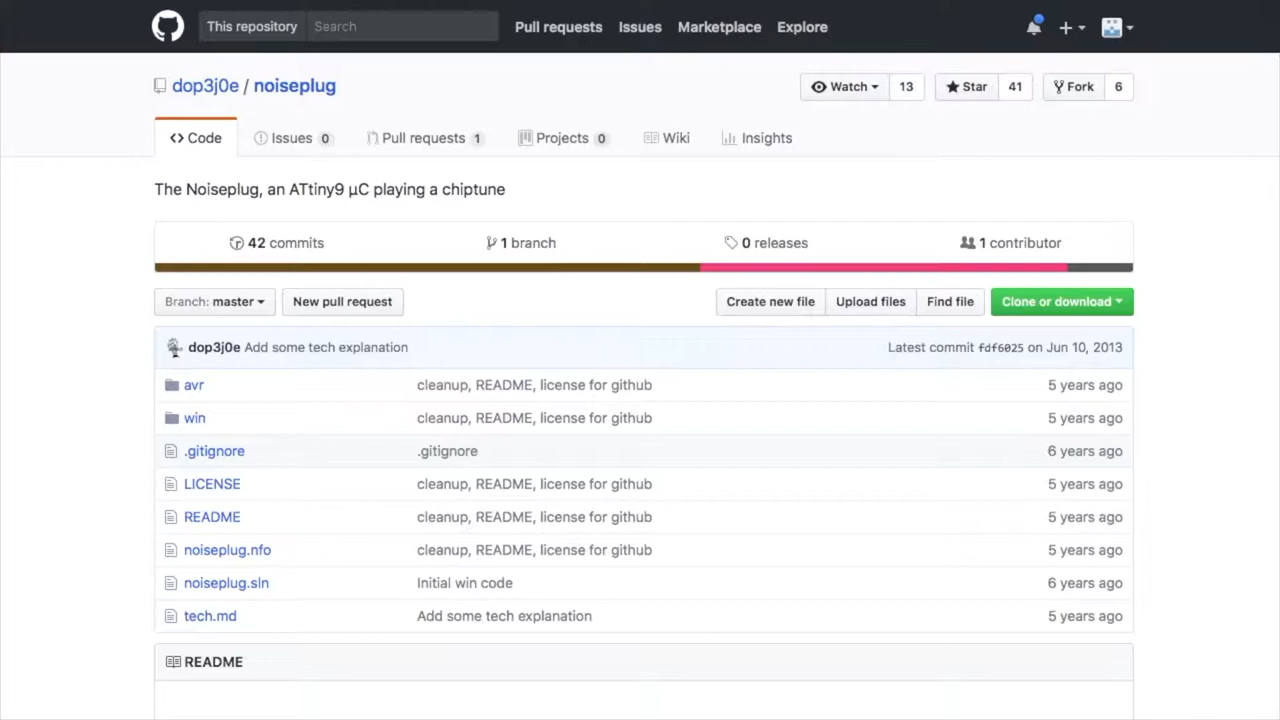 This repository Search Pull requests Issues Marketplace Explore
dop3j0e / noiseplug Watch 13 Star 41 Fork 6
Code Issues 0 Pull requests 1 Projects 0 Wiki Insights
The Noiseplug, an ATtiny9 µC playing a chiptune
42 commits 1 branch 0 releases 1 contributor
Branch: master New pull request Create new file Upload files Find file Clone or download
dop3j0e Add some tech explanation Latest commit fdf6025 on Jun 10, 2013
avr cleanup, README, license for github 5 years ago
win cleanup, README, license for github 5 years ago
.gitignore .gitignore 6 years ago
LICENSE cleanup, README, license for github 5 years ago
README cleanup, README, license for github 5 years ago
noiseplug.nfo cleanup, README, license for github 5 years ago
noiseplug.sln Initial win code 6 years ago
tech.md Add some tech explanation 5 years ago
README